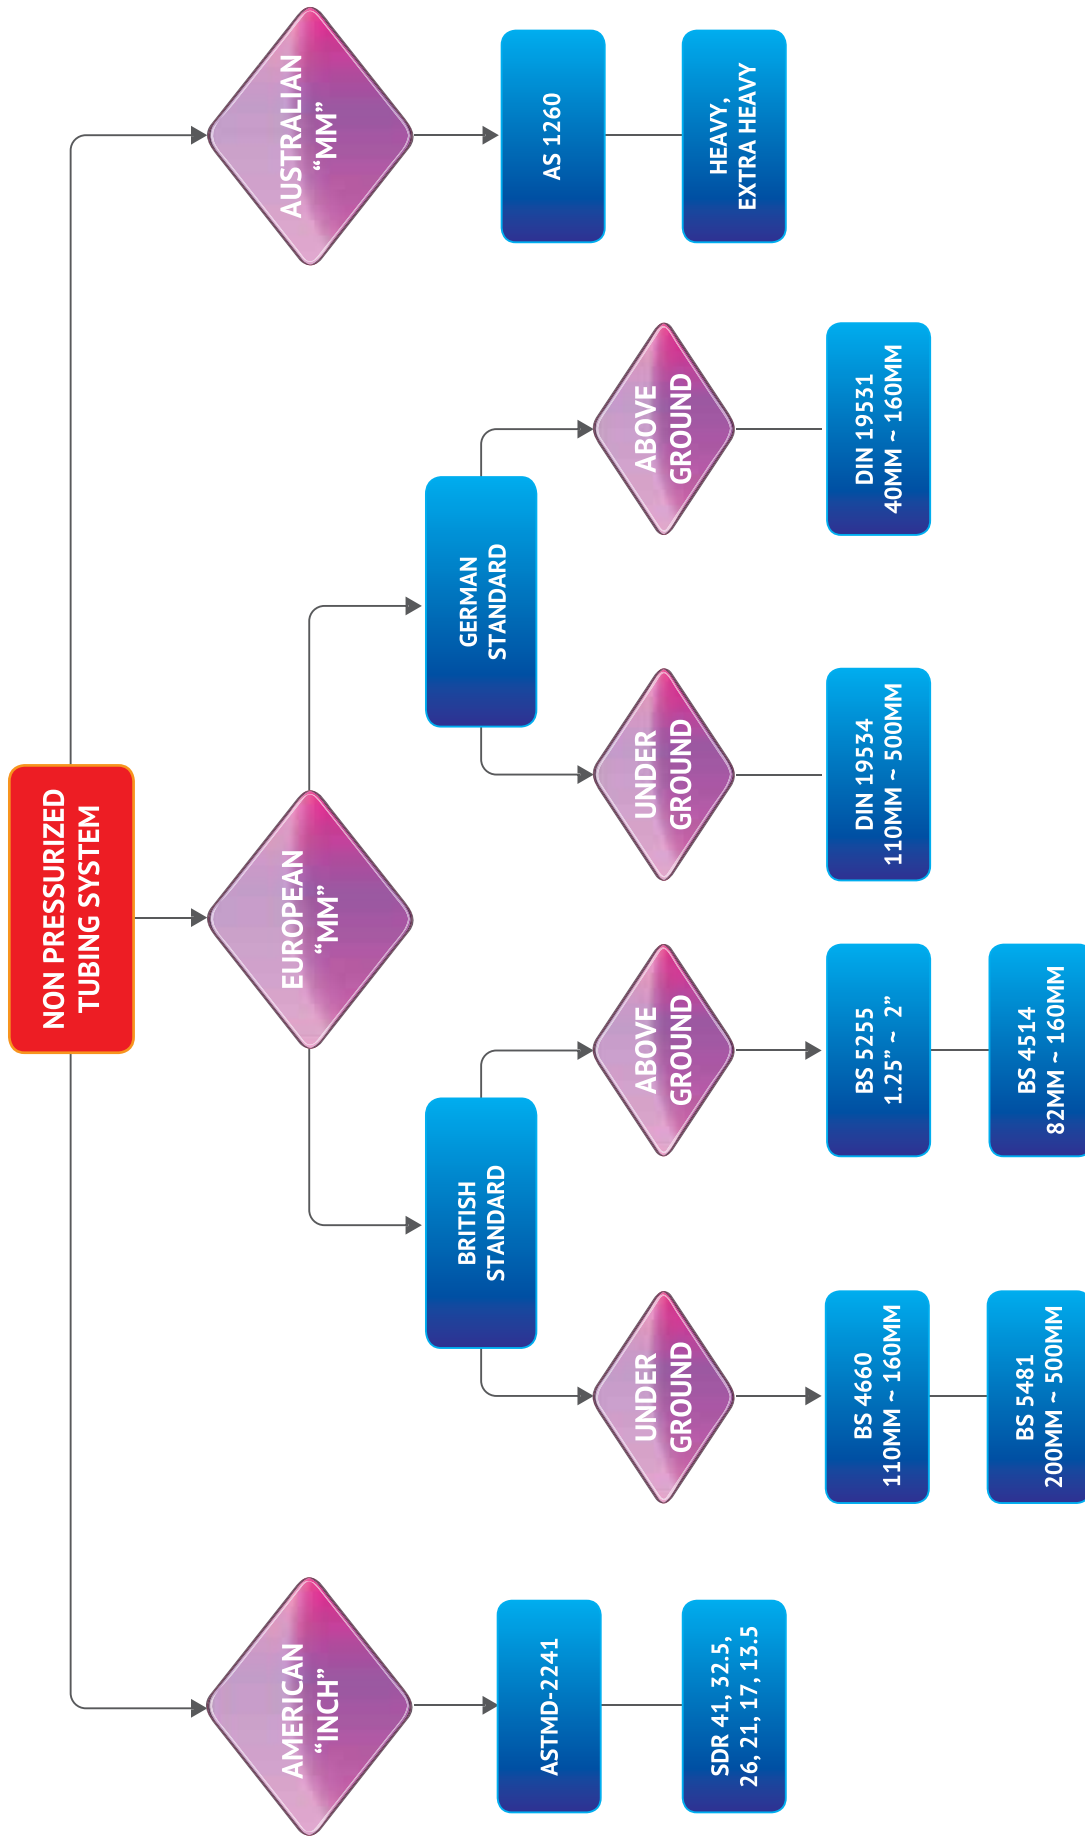 NON PRESSURIZED
TUBING SYSTEM
AMERICAN
“INCH”
EUROPEAN
“MM”
AUSTRALIAN
“MM”
BRITISH
STANDARD
GERMAN
STANDARD
ASTMD-2241
AS 1260
UNDER
GROUND
ABOVE
GROUND
UNDER
GROUND
ABOVE
GROUND
SDR 41, 32.5,
26, 21, 17, 13.5
HEAVY,
EXTRA HEAVY
BS 4660
110MM ~ 160MM
BS 5255
1.25” ~ 2”
DIN 19534
110MM ~ 500MM
DIN 19531
40MM ~ 160MM
BS 5481
200MM ~ 500MM
BS 4514
82MM ~ 160MM